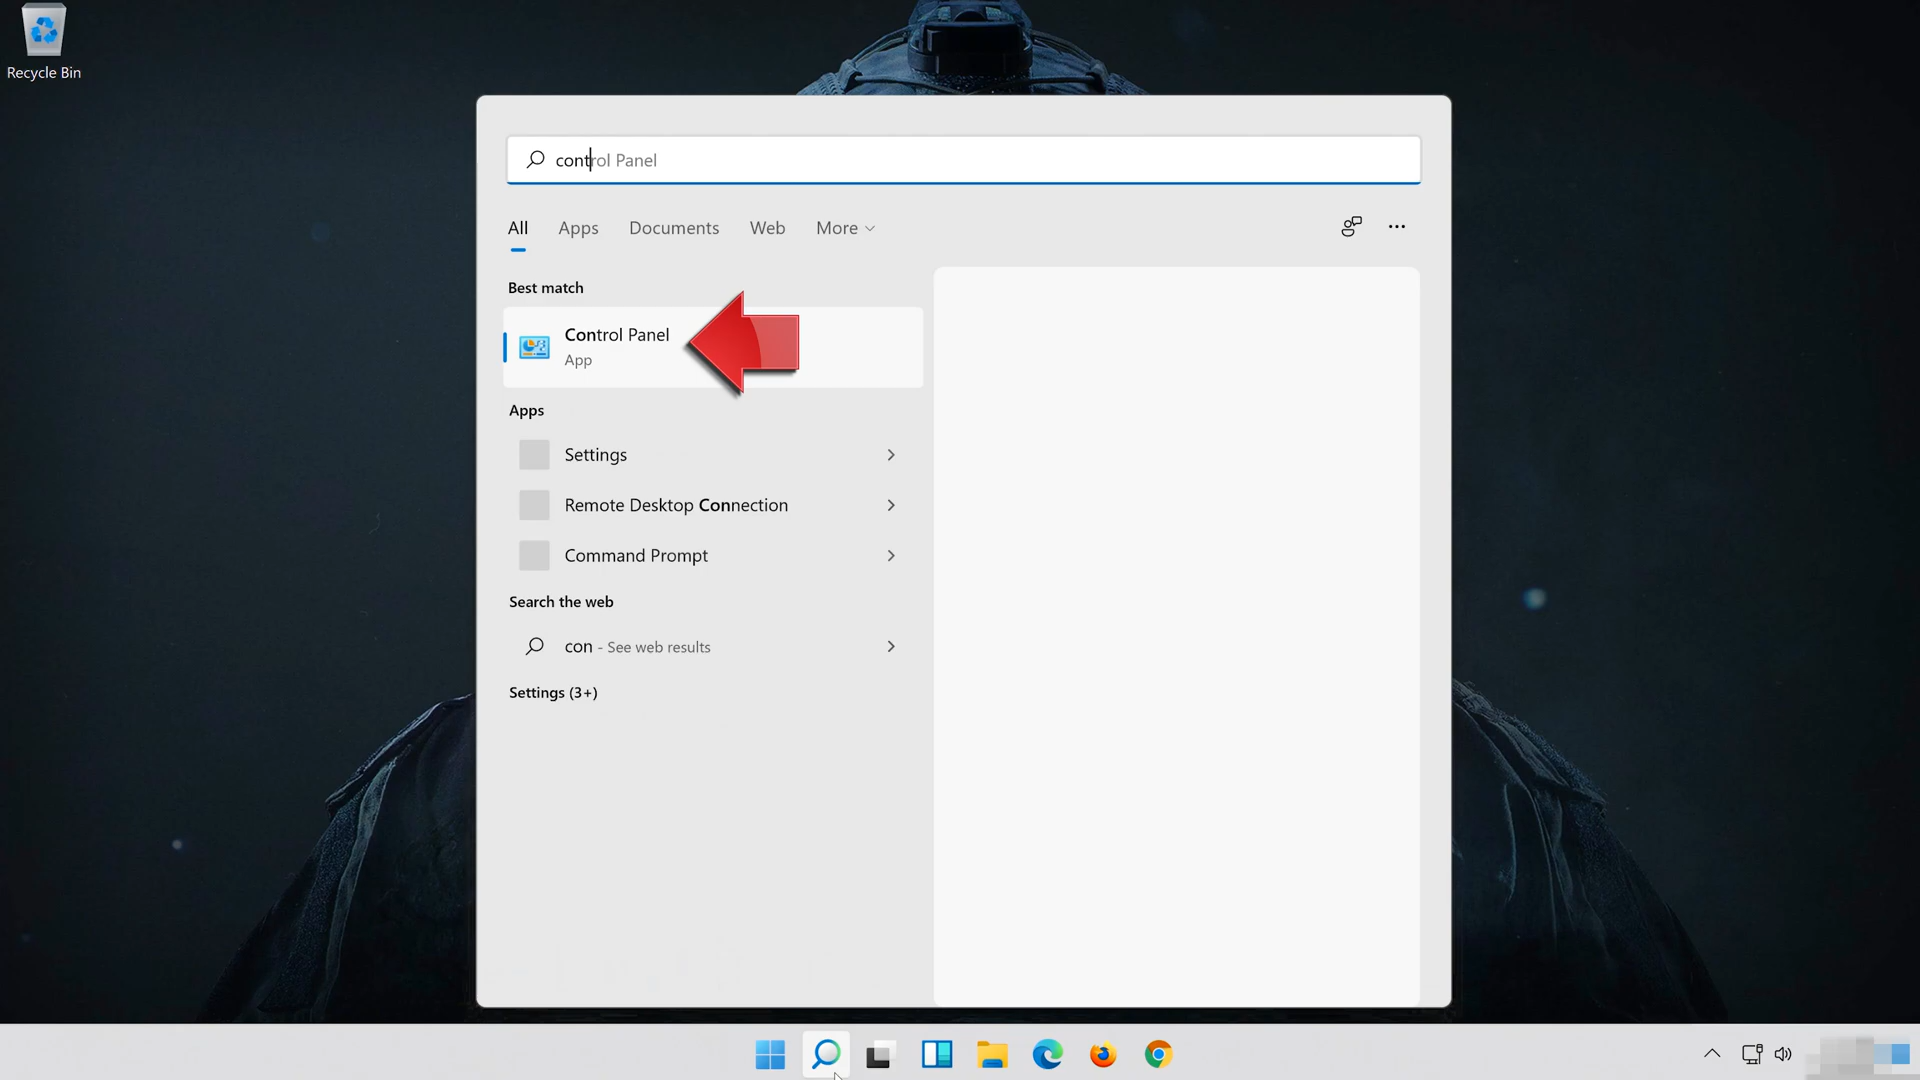 Recycle Bin
control Panel
All Apps Documents Web More
Best match
Control Panel
App
Apps
Settings
Remote Desktop Connection
Command Prompt
Search the web
con - See web results
Settings (3+)